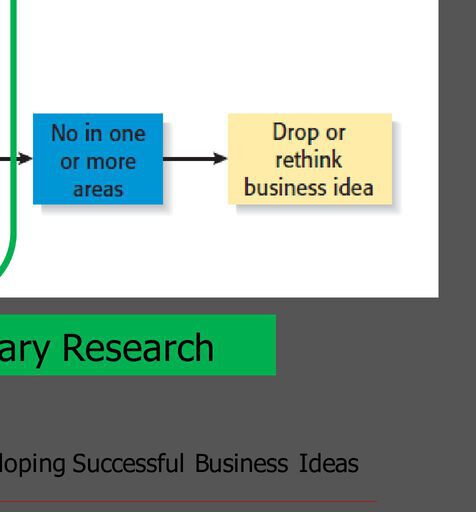 No in one
or more
areas
Drop or
rethink
business idea
ary Research
loping Successful Business Ideas